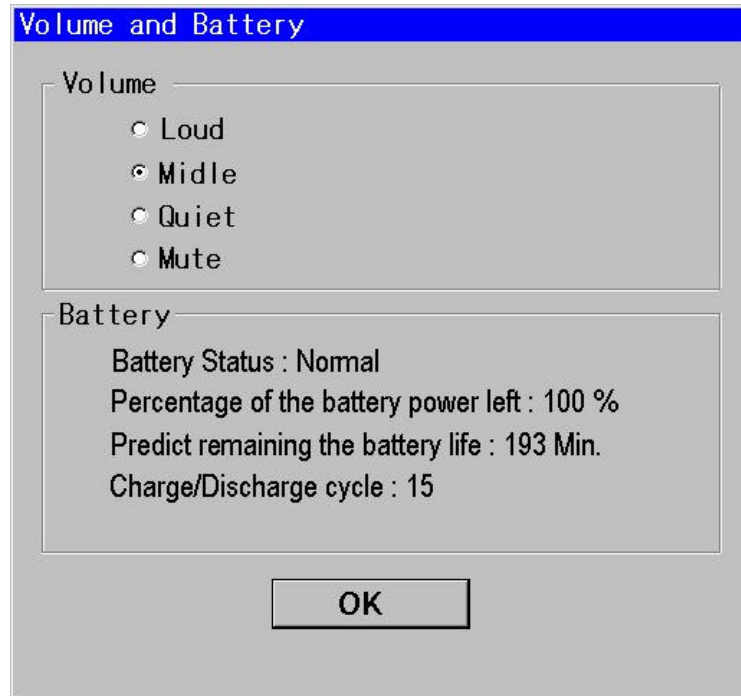 Volume and Battery
Volume
Loud
Midle
Quiet
Mute
Battery
Battery Status : Normal
Percentage of the battery power left : 100 %
Predict remaining the battery life : 193 Min.
Charge/Discharge cycle : 15
OK